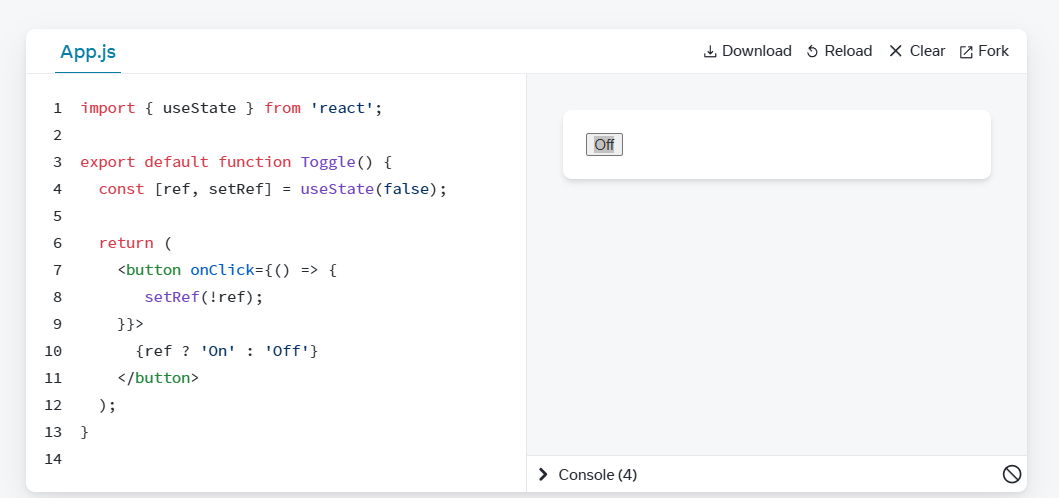 App.js
Download Reload Clear Fork
1 import { useState } from 'react';
2
3 export default function Toggle() {
4   const [ref, setRef] = useState(false);
5
6   return (
7     <button onClick={() => {
8        setRef(!ref);
9     }}>
10       {ref ? 'On' : 'Off'}
11     </button>
12   );
13 }
14
Off
Console (4)